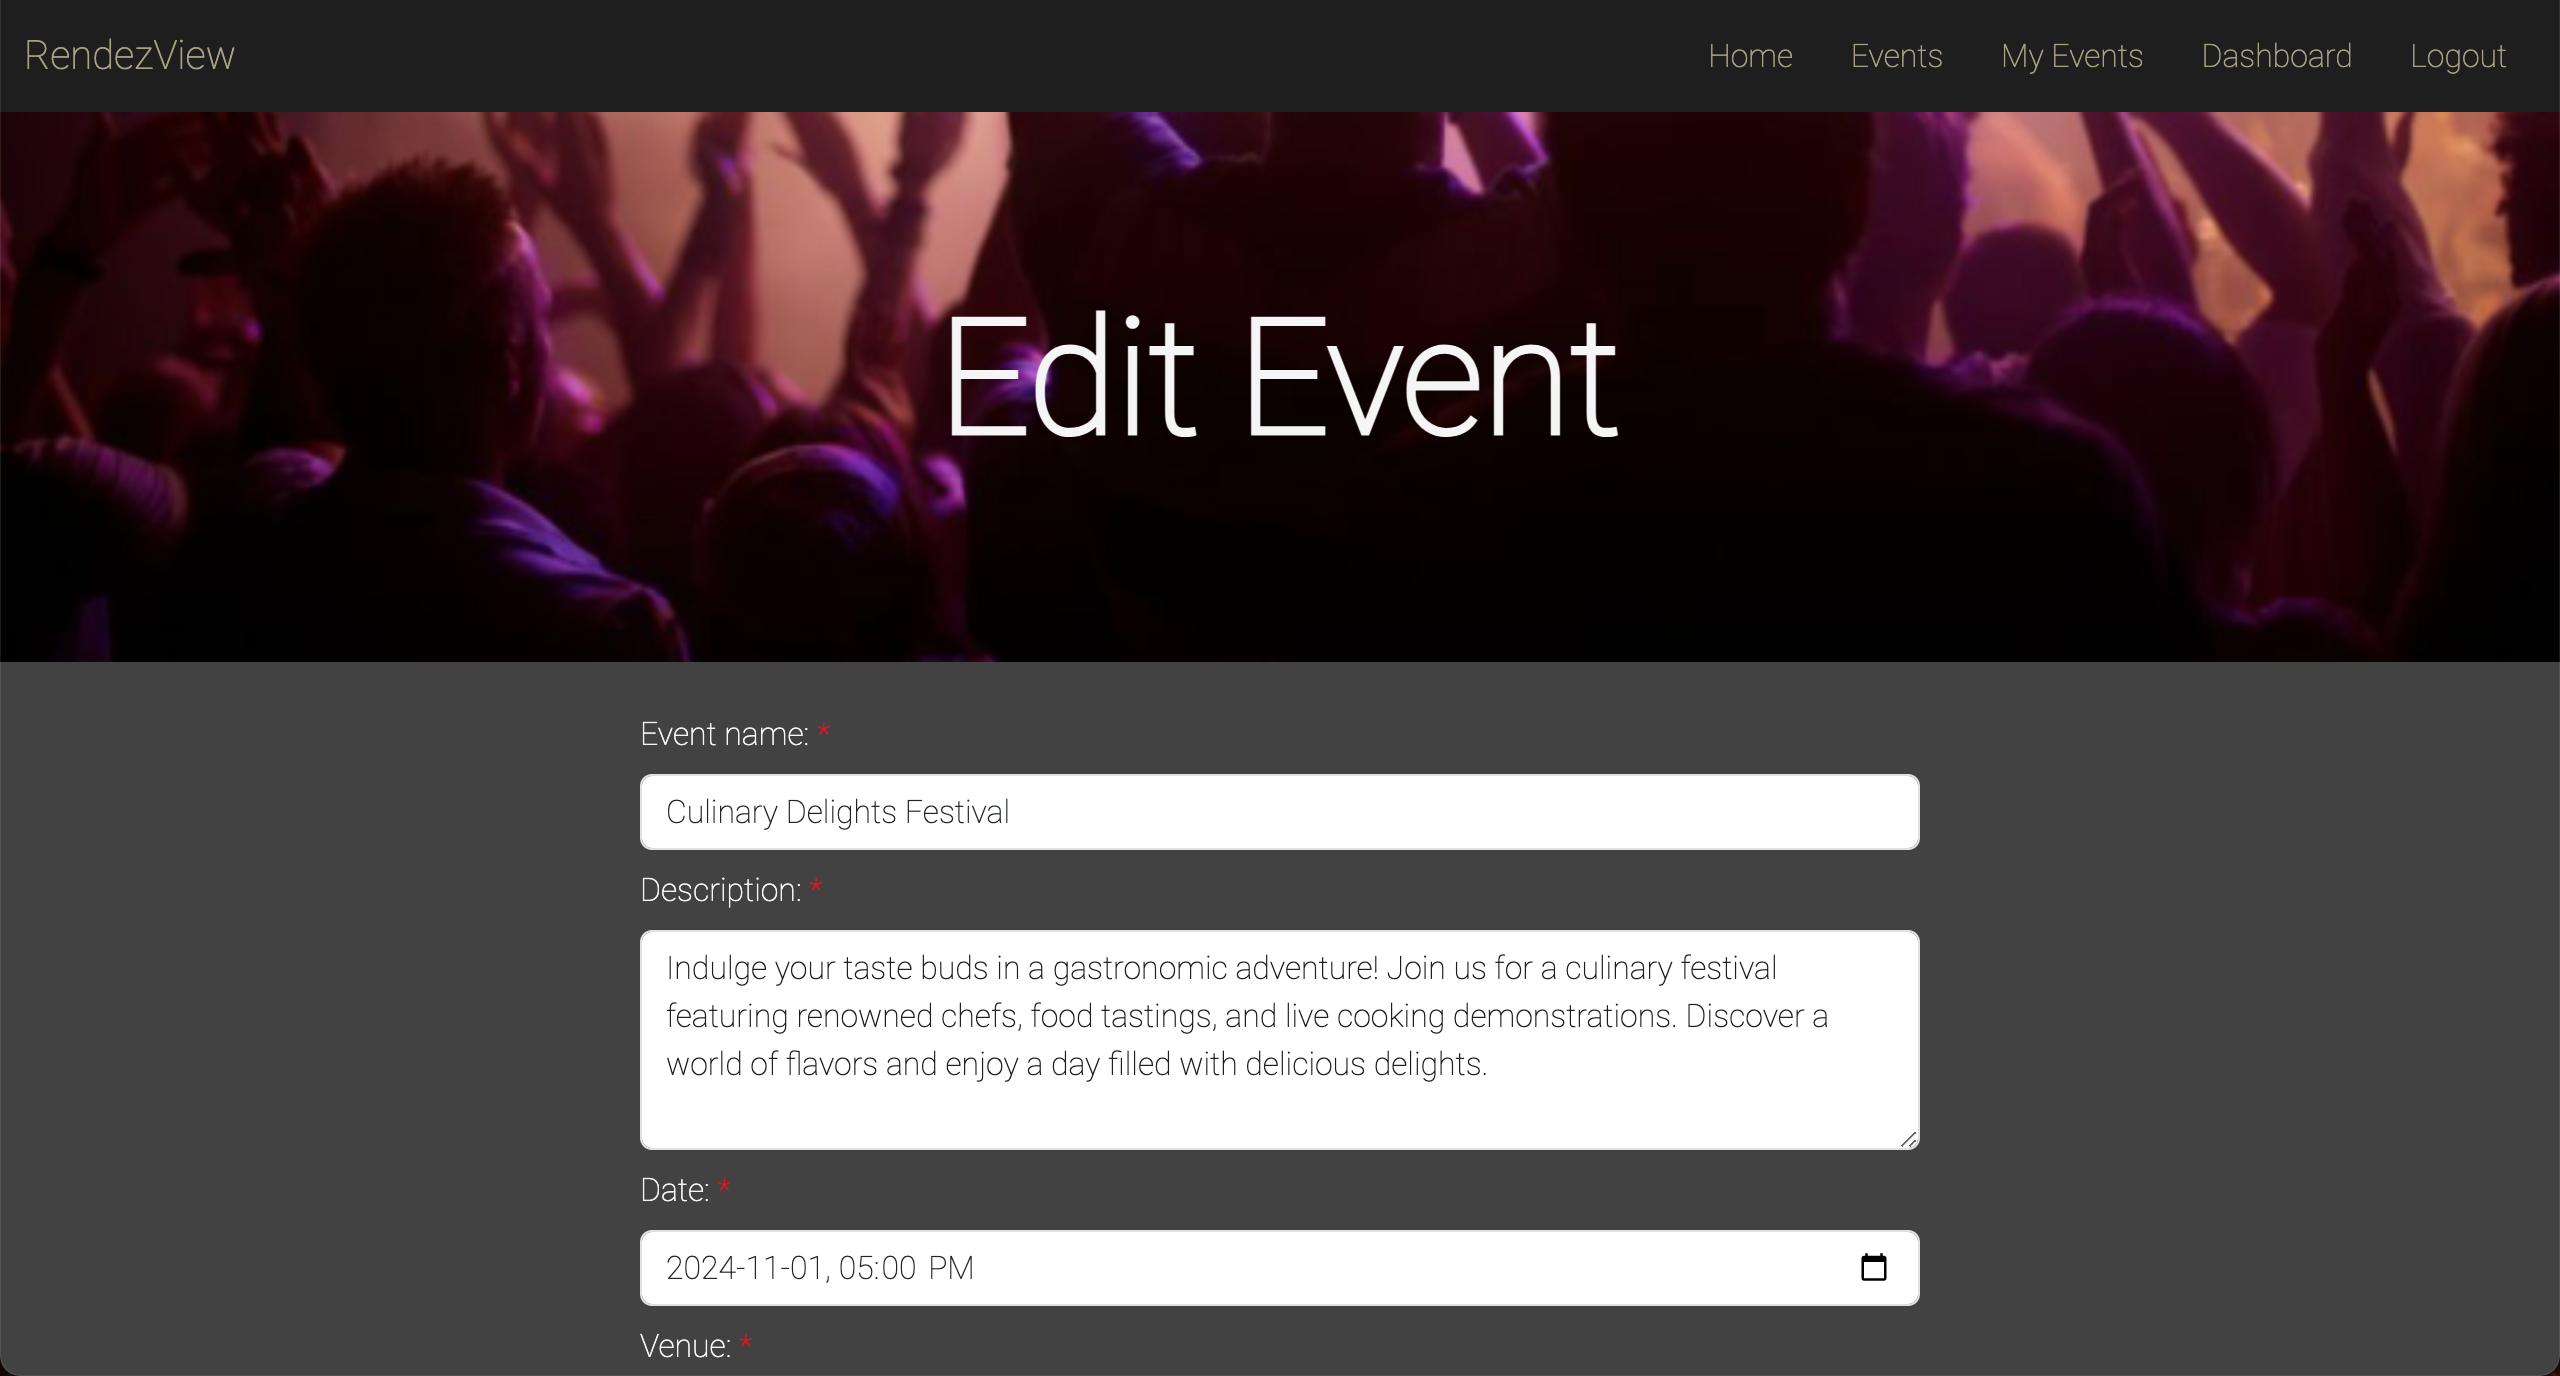 RendezView
Home
Events
My Events
Dashboard
Logout
Edit Event
Event name: *
Culinary Delights Festival
Description: *
Indulge your taste buds in a gastronomic adventure! Join us for a culinary festival
featuring renowned chefs, food tastings, and live cooking demonstrations. Discover a
world of flavors and enjoy a day filled with delicious delights.
Date: *
2024-11-01, 05:00 PM
Venue: *